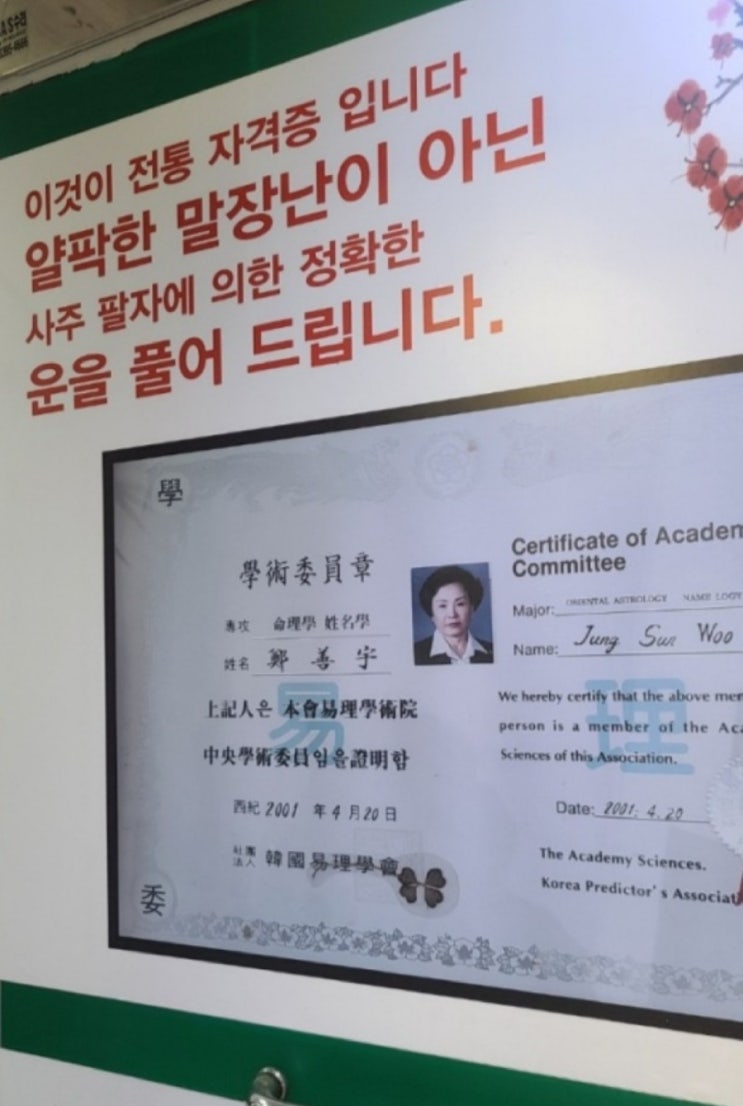 이것이 전통 자격증 입니다
얄팍한 말장난이 아닌
사주 팔자에 의한 정확한
운을 풀어 드립니다.
學
學術委員章
專攻 命理學 姓名學
姓名 鄭善宇
上記人은 本會易理學術院
中央學術委員임을證明함
西紀 2001 年 4 月 20 日
社團法人 韓國易理學會
委
易 理
Certificate of Academ
Committee
Major: ORIENTAL ASTROLOGY NAME LOGY
Name: Jung Sun Woo
We hereby certify that the above men
person is a member of the Aca
Sciences of this Association.
Date: 2001. 4. 20
The Academy Sciences.
Korea Predictor's Associat